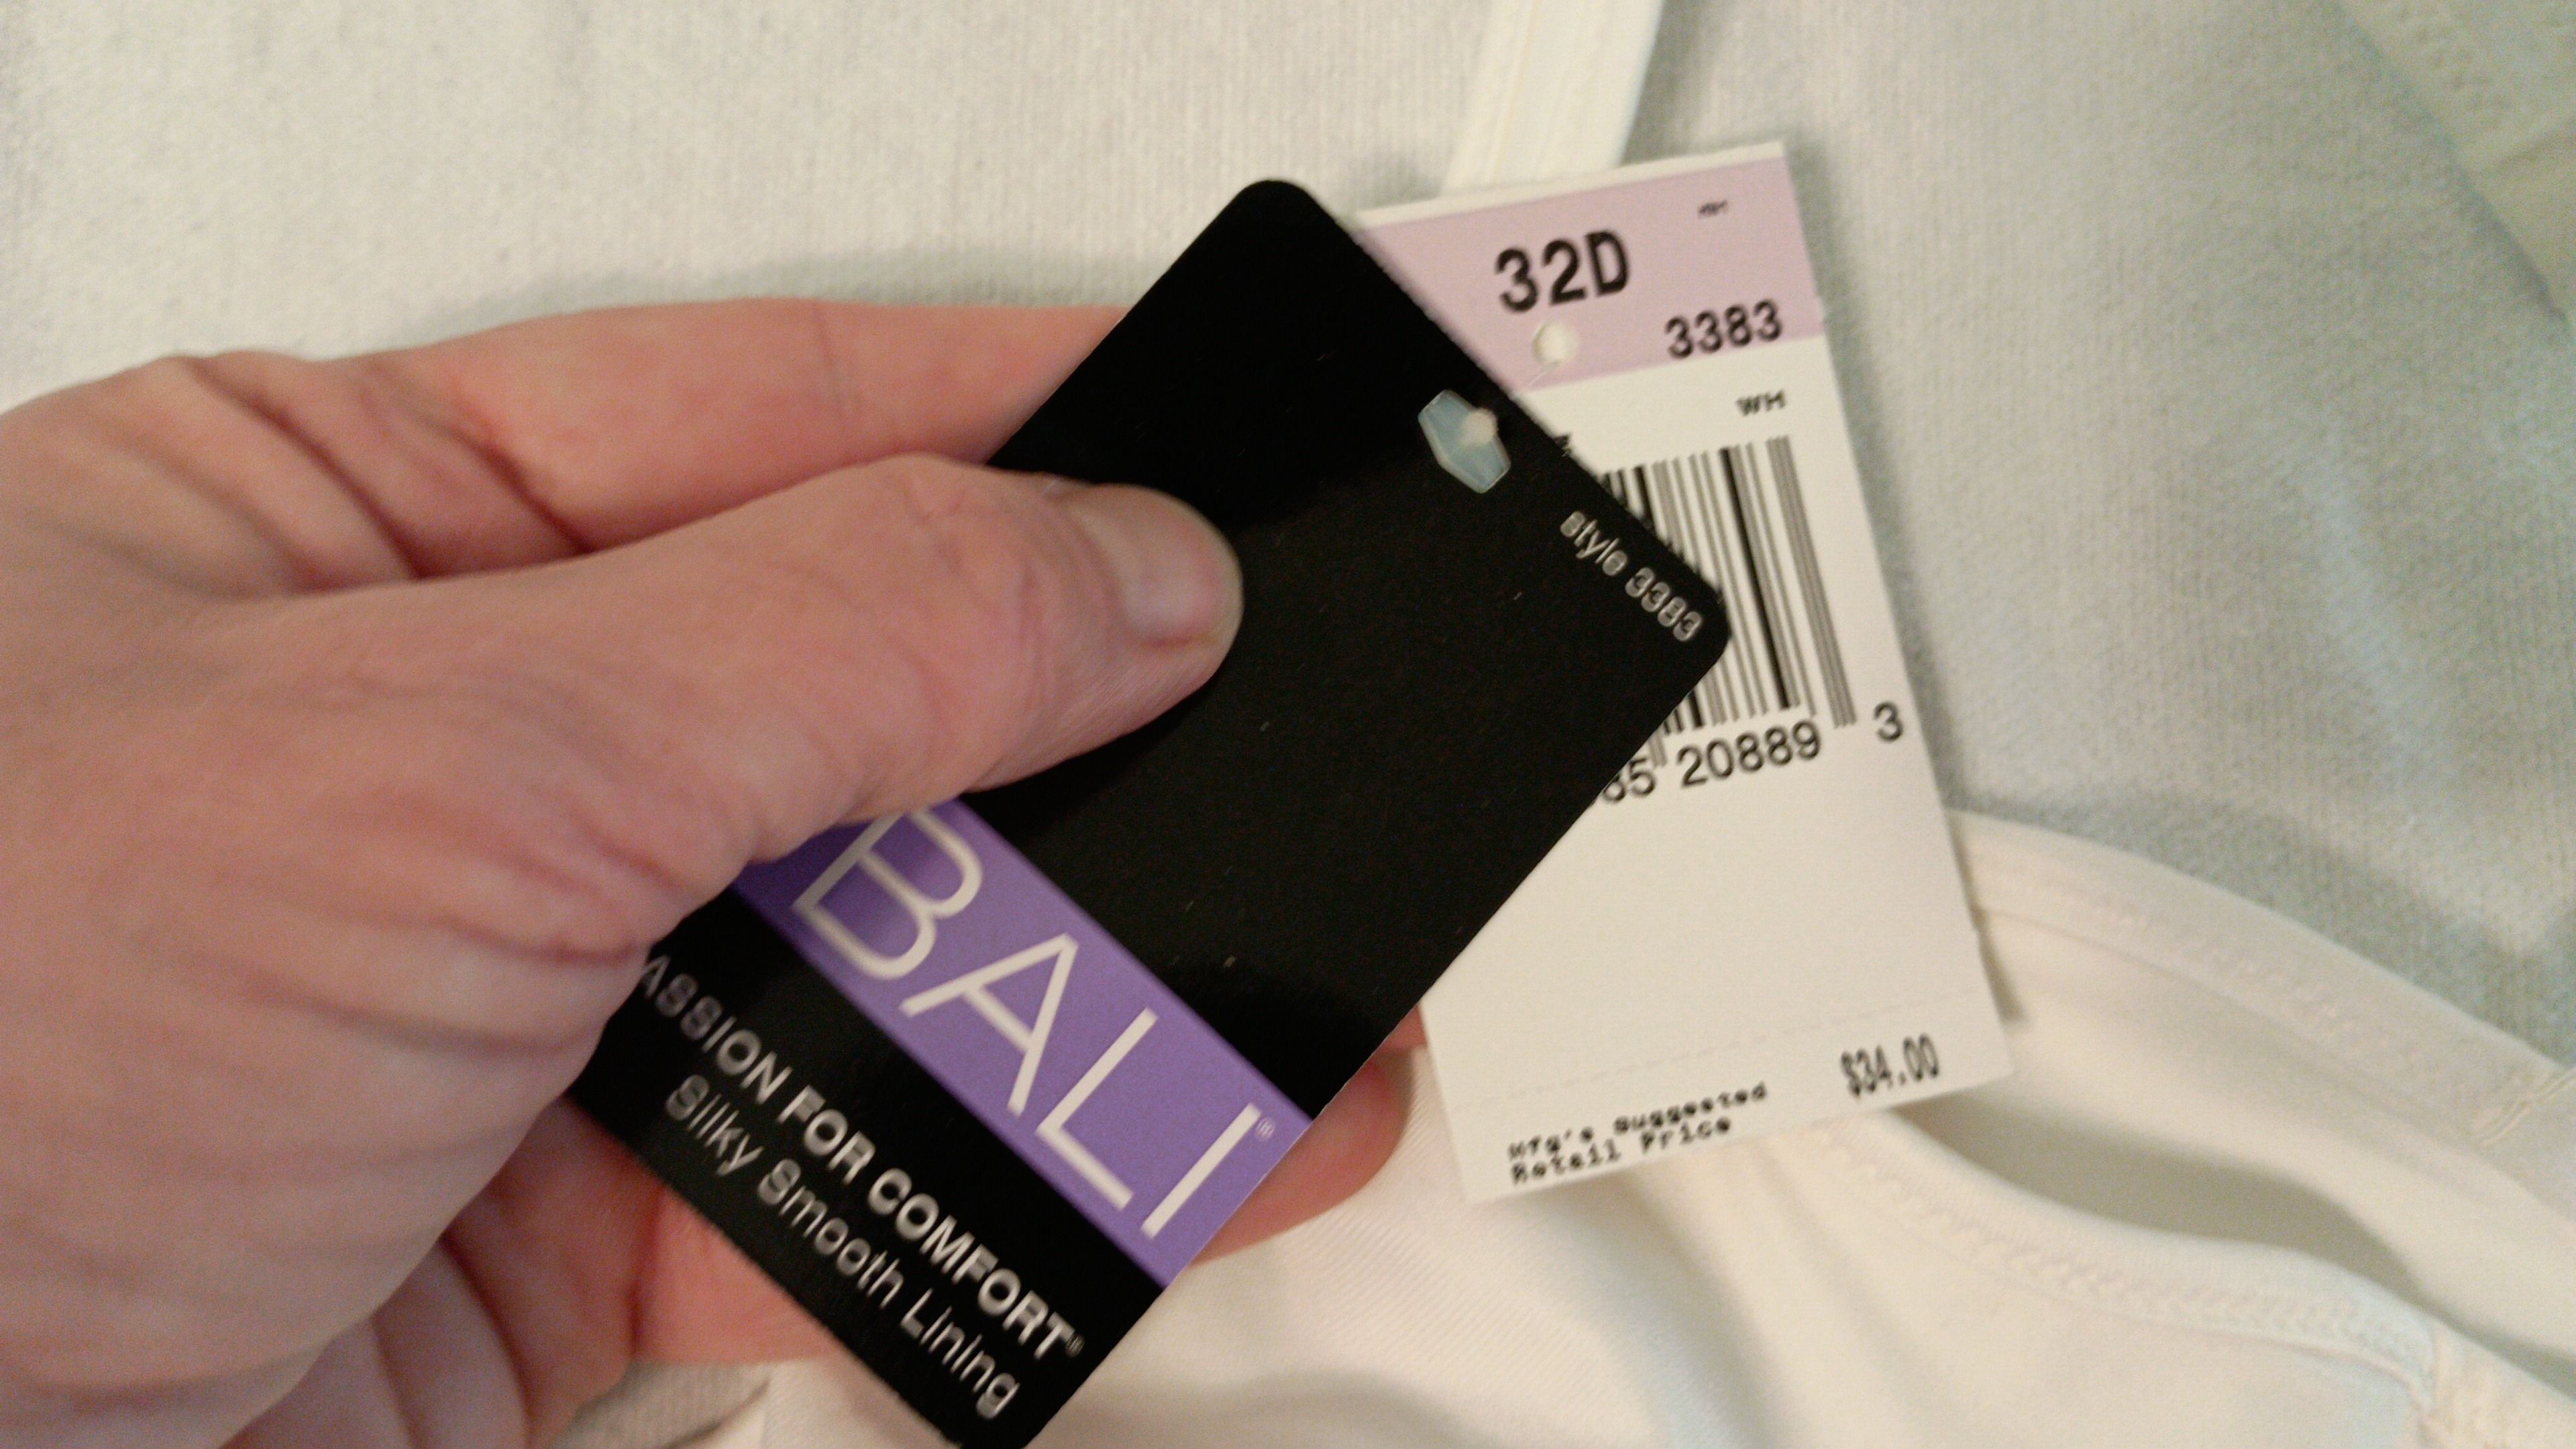 32D
3383
WH
style 3383
85 20889 3
BALI®
ASSION FOR COMFORT®
Silky Smooth Lining
$34.00
Mfg's Suggested
Retail Price